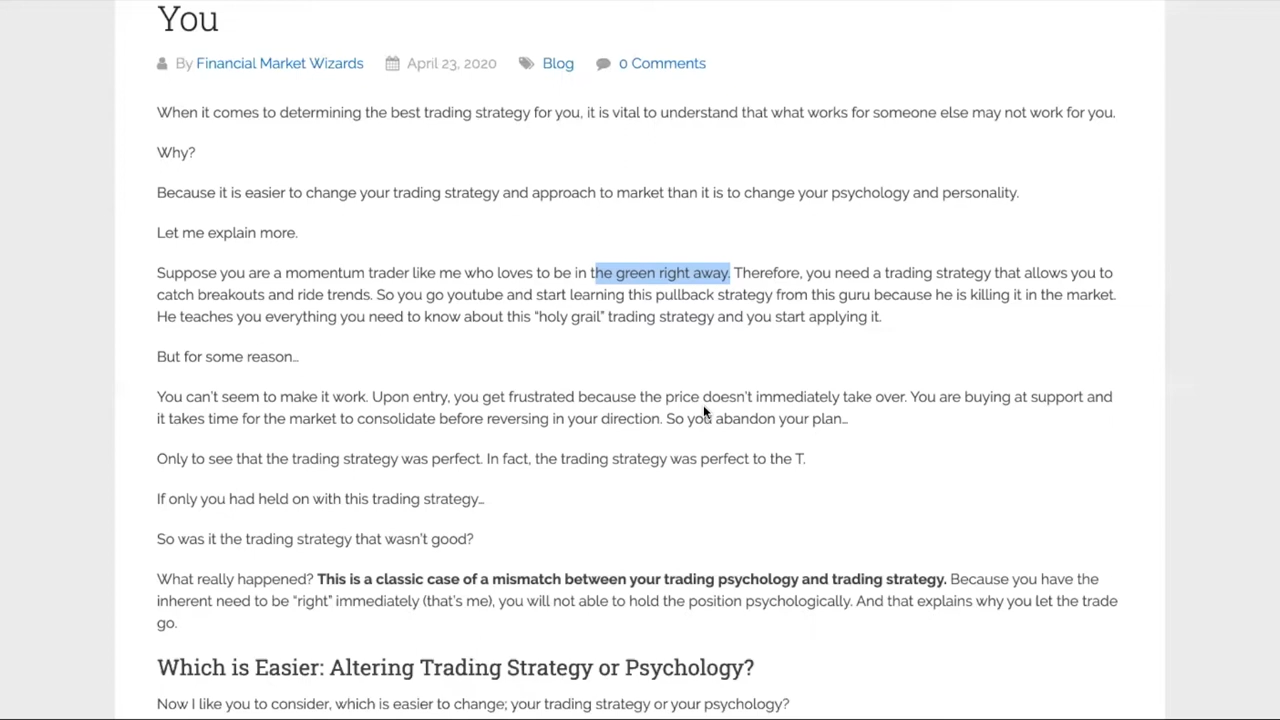 You
By Financial Market Wizards April 23, 2020 Blog 0 Comments
When it comes to determining the best trading strategy for you, it is vital to understand that what works for someone else may not work for you.
Why?
Because it is easier to change your trading strategy and approach to market than it is to change your psychology and personality.
Let me explain more.
Suppose you are a momentum trader like me who loves to be in the green right away. Therefore, you need a trading strategy that allows you to
catch breakouts and ride trends. So you go youtube and start learning this pullback strategy from this guru because he is killing it in the market.
He teaches you everything you need to know about this “holy grail” trading strategy and you start applying it.
But for some reason…
You can’t seem to make it work. Upon entry, you get frustrated because the price doesn’t immediately take over. You are buying at support and
it takes time for the market to consolidate before reversing in your direction. So you abandon your plan…
Only to see that the trading strategy was perfect. In fact, the trading strategy was perfect to the T.
If only you had held on with this trading strategy…
So was it the trading strategy that wasn’t good?
What really happened? This is a classic case of a mismatch between your trading psychology and trading strategy. Because you have the
inherent need to be “right” immediately (that’s me), you will not able to hold the position psychologically. And that explains why you let the trade
go.
Which is Easier: Altering Trading Strategy or Psychology?
Now I like you to consider, which is easier to change; your trading strategy or your psychology?